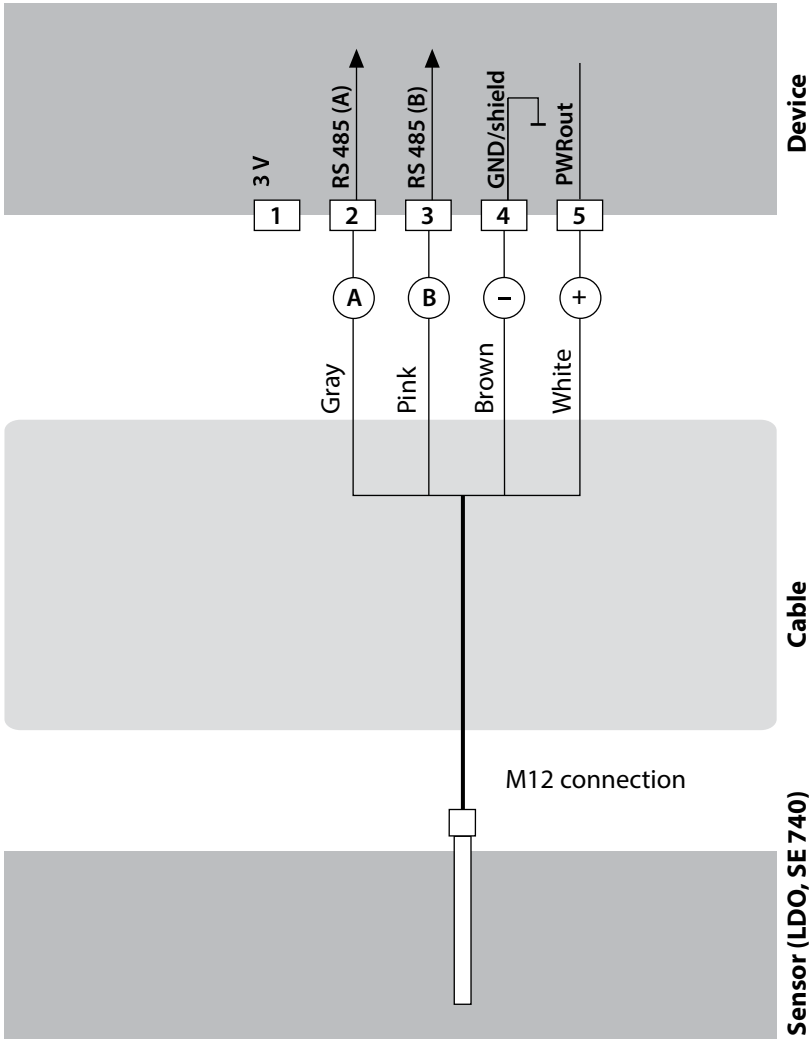 3 V
RS 485 (A)
RS 485 (B)
GND/shield
PWRout
Device
1
2
3
4
5
A
B
–
+
Gray
Pink
Brown
White
Cable
M12 connection
Sensor (LDO, SE 740)